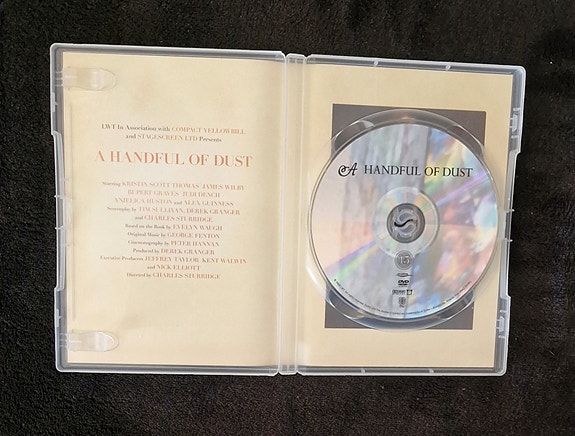 LWT In Association with COMPACT YELLOWBILL
and STAGESCREEN LTD Presents
A HANDFUL OF DUST
Starring KRISTIN SCOTT THOMAS JAMES WILBY
RUPERT GRAVES JUDI DENCH
ANJELICA HUSTON and ALEX GUINNESS
Screenplay by TIM SULLIVAN, DEREK GRANGER
and CHARLES STURRIDGE
Based on the Book by EVELYN WAUGH
Original Music by GEORGE FENTON
Cinematography by PETER HANNAN
Produced by DEREK GRANGER
Executive Producers JEFFREY TAYLOR, KENT WALWIN
and NICK ELLIOTT
Directed by CHARLES STURRIDGE
A HANDFUL OF DUST
15
DVD